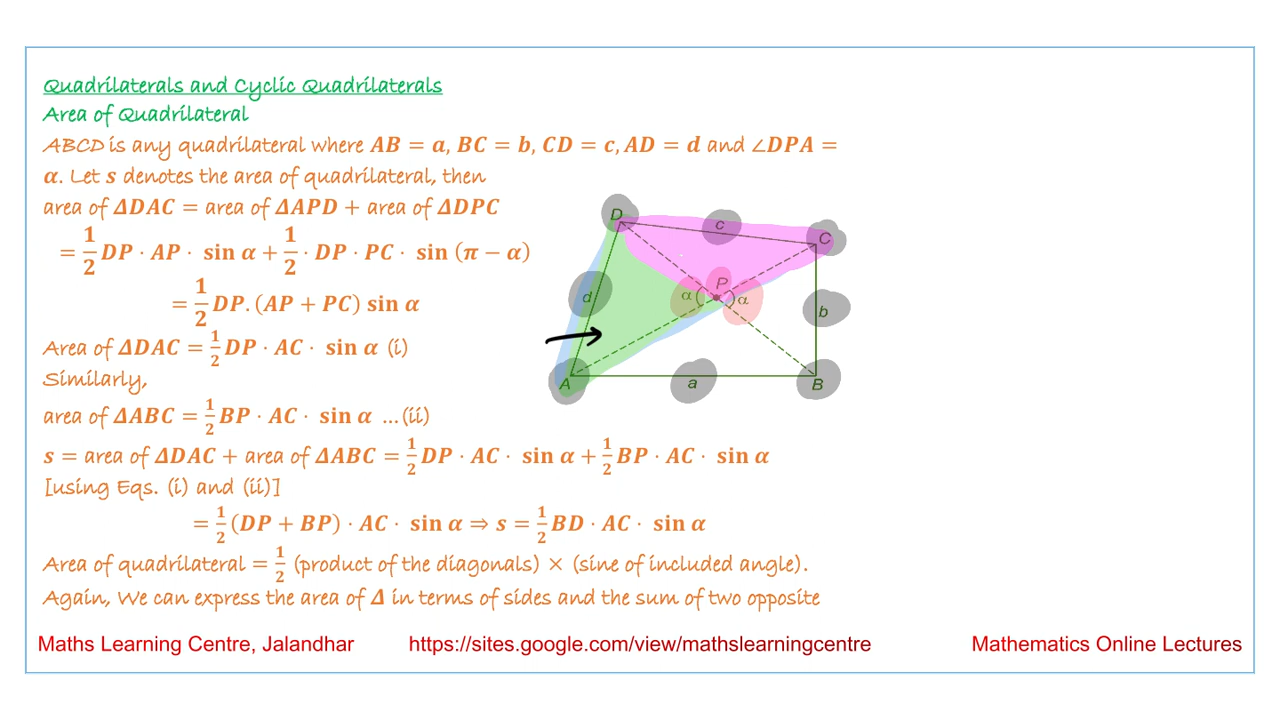 Quadrilaterals and Cyclic Quadrilaterals
Area of Quadrilateral
ABCD is any quadrilateral where AB = a, BC = b, CD = c, AD = d and ∠DPA =
α. Let s denotes the area of quadrilateral, then
area of ΔDAC = area of ΔAPD + area of ΔDPC
= 1/2 DP · AP · sin α + 1/2 · DP · PC · sin (π − α)
= 1/2 DP. (AP + PC) sin α
Area of ΔDAC = 1/2 DP · AC · sin α (i)
Similarly,
area of ΔABC = 1/2 BP · AC · sin α ...(ii)
s = area of ΔDAC + area of ΔABC = 1/2 DP · AC · sin α + 1/2 BP · AC · sin α
[using Eqs. (i) and (ii)]
= 1/2 (DP + BP) · AC · sin α ⇒ s = 1/2 BD · AC · sin α
Area of quadrilateral = 1/2 (product of the diagonals) × (sine of included angle).
Again, We can express the area of Δ in terms of sides and the sum of two opposite
D
c
C
P
d
α
α
b
A
a
B
Maths Learning Centre, Jalandhar
https://sites.google.com/view/mathslearningcentre
Mathematics Online Lectures